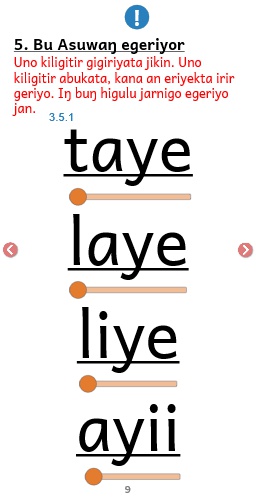 !
5. Bu Asuwaŋ egeriyor
Uno kiligitir gigiriyata jikin. Uno
kiligitir abukata, kana an eriyekta irir
geriyo. Iŋ buŋ higulu jarnigo egeriyo
jan.
3.5.1
taye
laye
liye
ayii
9